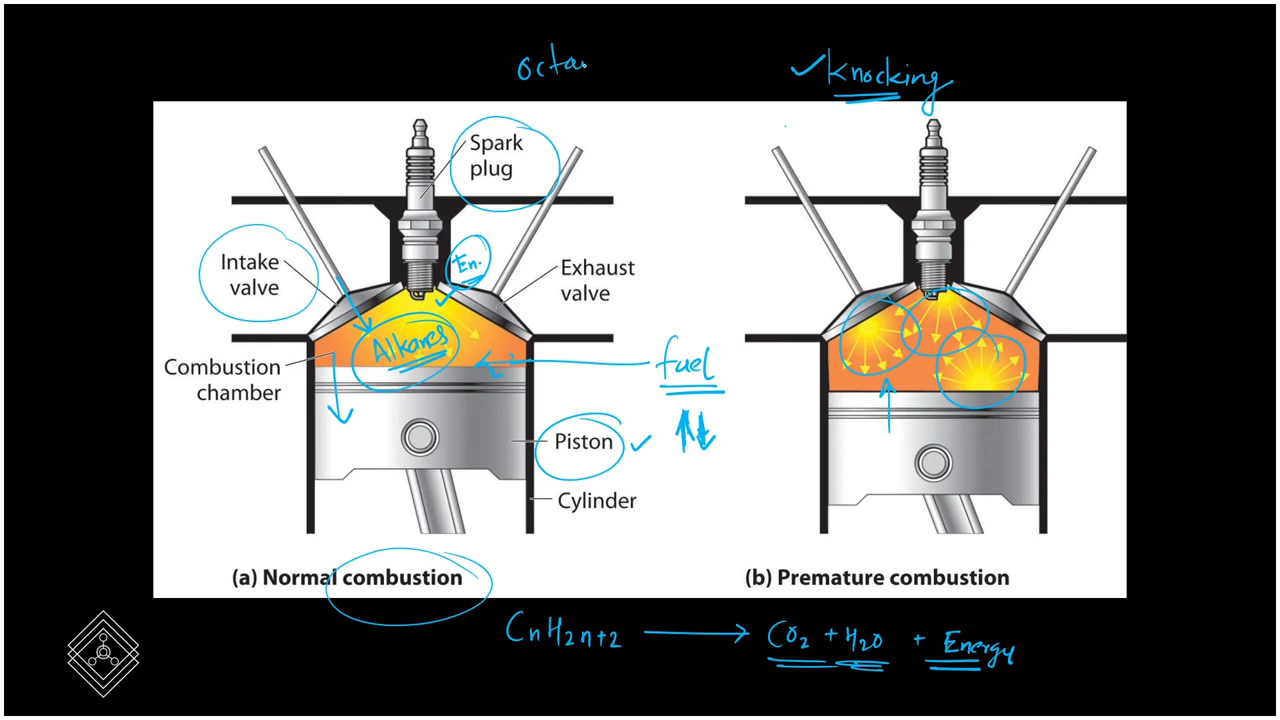 octa
✓ Knocking
Spark
plug
Intake
valve
En.
Exhaust
valve
Alkanes
Combustion
chamber
fuel
Piston ✓
Cylinder
(a) Normal combustion
(b) Premature combustion
CnH2n+2 → CO2 + H2O + Energy